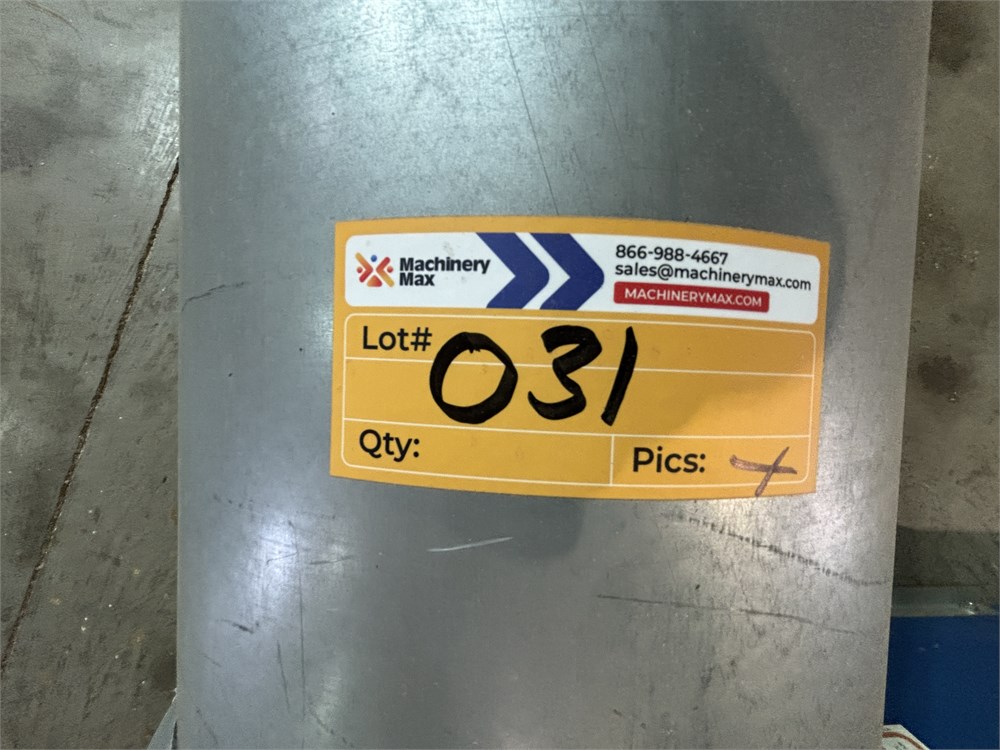 Machinery
Max
866-988-4667
sales@machinerymax.com
MACHINERYMAX.COM
Lot# 031
Qty:
Pics: